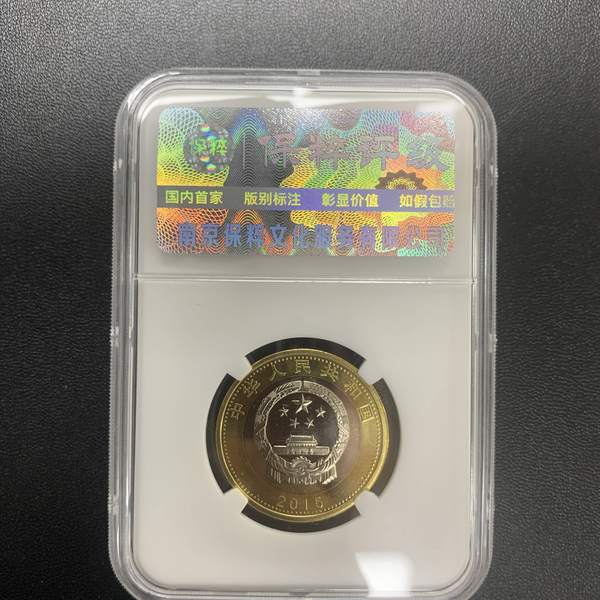 保粹 保粹评级
国内首家 版别标注 彰显价值 如假包赔
南京保粹文化服务有限公司
中华人民共和国
2015